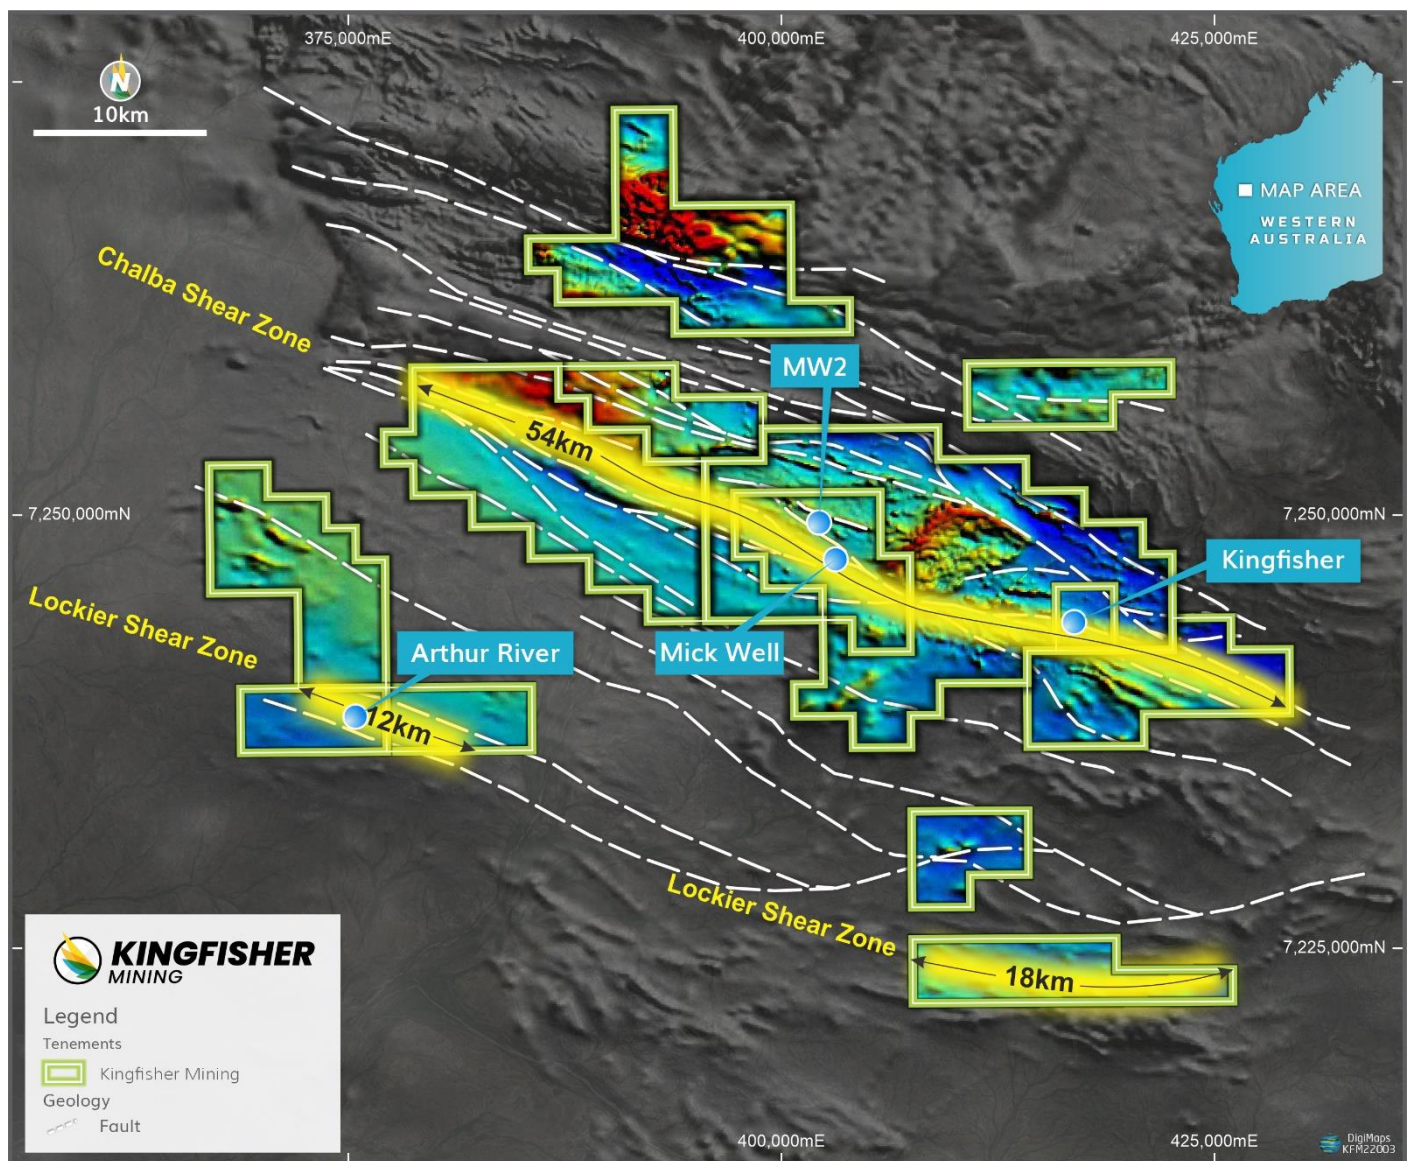 375,000mE
400,000mE
425,000mE
N
10km
MAP AREA
WESTERN
AUSTRALIA
Chalba Shear Zone
MW2
54km
7,250,000mN
7,250,000mN
Kingfisher
Lockier Shear Zone
Arthur River
Mick Well
12km
Lockier Shear Zone
7,225,000mN
18km
KINGFISHER
MINING
Legend
Tenements
Kingfisher Mining
Geology
Fault
400,000mE
425,000mE
DigiMaps
KFM22003